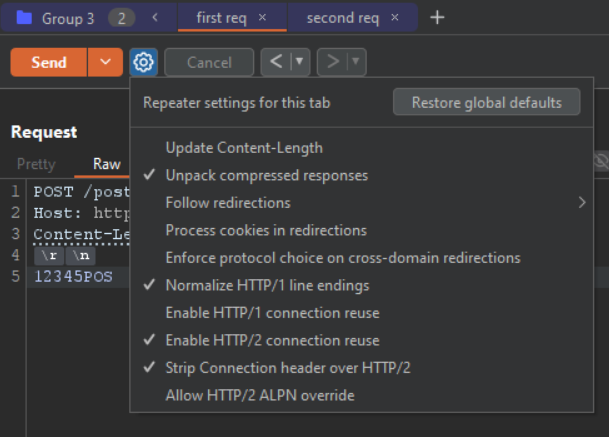 Group 3 2
first req ×
second req ×
+
Send
Cancel
Repeater settings for this tab
Restore global defaults
Update Content-Length
Unpack compressed responses
Follow redirections
Process cookies in redirections
Enforce protocol choice on cross-domain redirections
Normalize HTTP/1 line endings
Enable HTTP/1 connection reuse
Enable HTTP/2 connection reuse
Strip Connection header over HTTP/2
Allow HTTP/2 ALPN override
Request
Pretty Raw
1 POST /post
2 Host: http
3 Content-Le
4 \r \n
5 12345POS